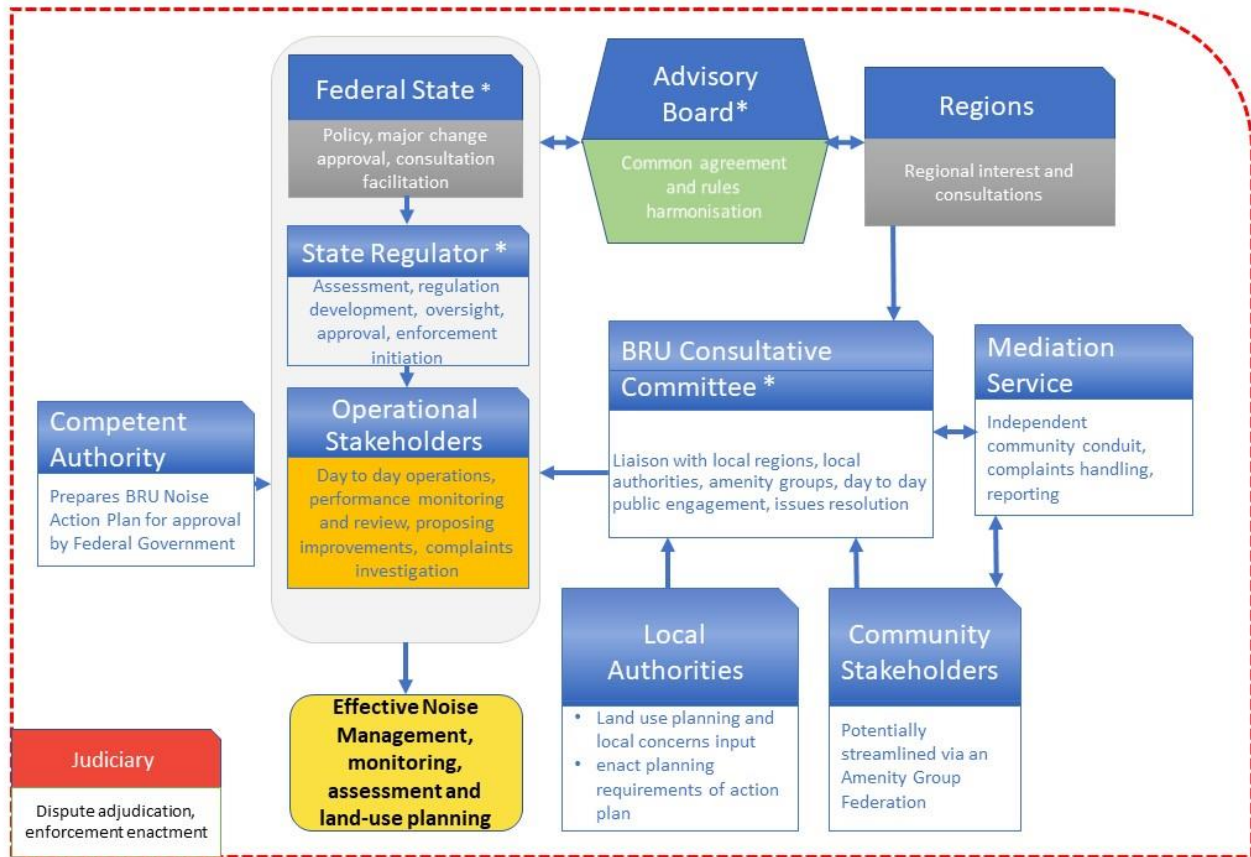 Federal State *
Policy, major change
approval, consultation
facilitation
Advisory
Board*
Common agreement
and rules
harmonisation
Regions
Regional interest and
consultations
State Regulator *
Assessment, regulation
development, oversight,
approval, enforcement
initiation
Competent
Authority
Prepares BRU Noise
Action Plan for approval
by Federal Government
Operational
Stakeholders
Day to day operations,
performance monitoring
and review, proposing
improvements, complaints
investigation
BRU Consultative
Committee *
Liaison with local regions, local
authorities, amenity groups, day to day
public engagement, issues resolution
Mediation
Service
Independent
community conduit,
complaints handling,
reporting
Local
Authorities
• Land use planning and
local concerns input
• enact planning
requirements of action
plan
Community
Stakeholders
Potentially
streamlined via an
Amenity Group
Federation
Effective Noise
Management,
monitoring,
assessment and
land-use planning
Judiciary
Dispute adjudication,
enforcement enactment